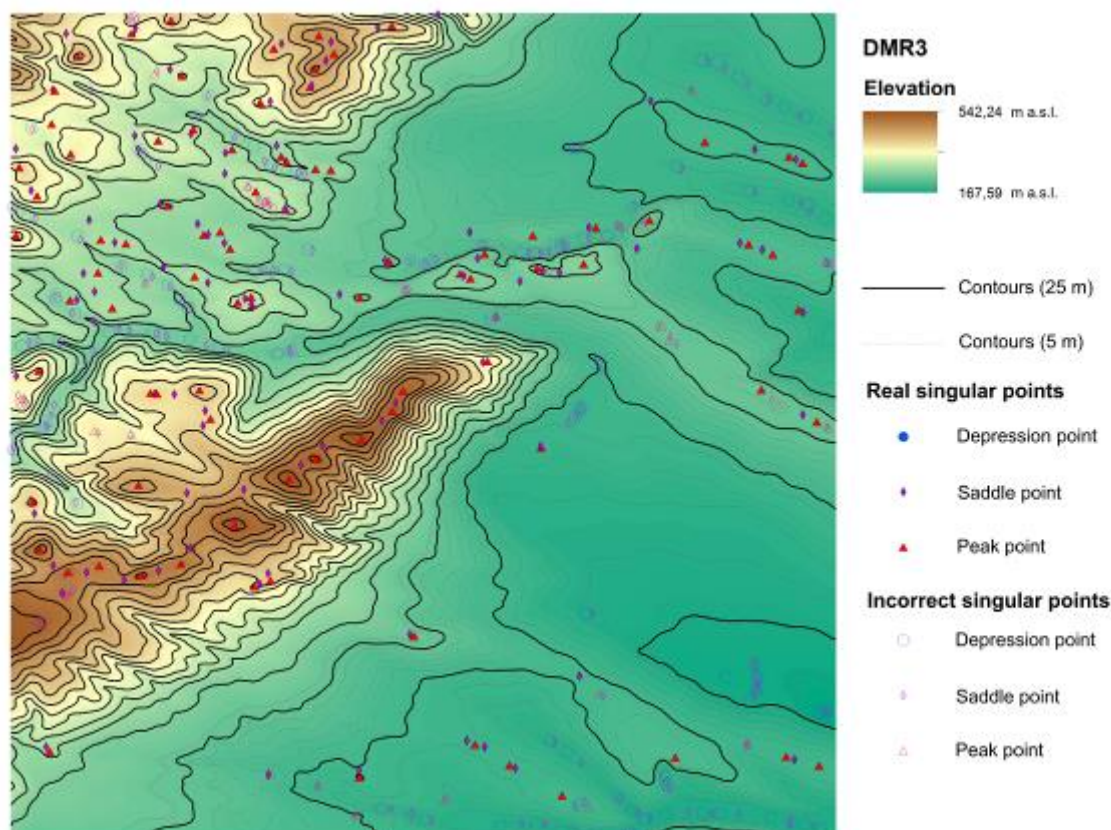 DMR3
Elevation
542,24 m a.s.l.
167,59 m a.s.l.
Contours (25 m)
Contours (5 m)
Real singular points
Depression point
Saddle point
Peak point
Incorrect singular points
Depression point
Saddle point
Peak point